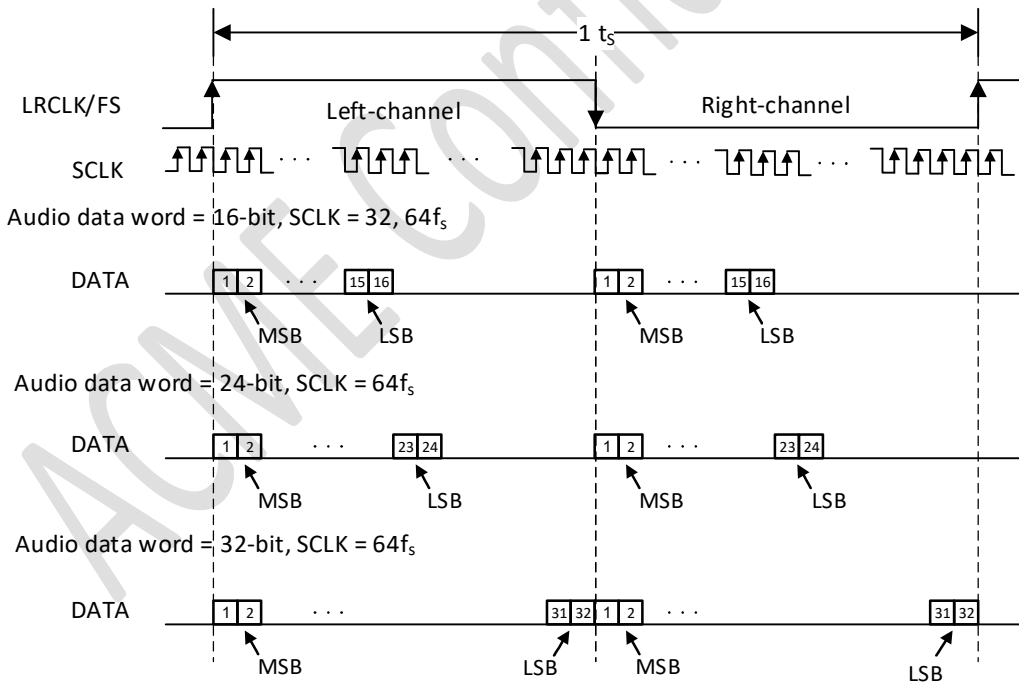 1 tS
LRCLK/FS
Left-channel
Right-channel
SCLK
Audio data word = 16-bit, SCLK = 32, 64fs
DATA
1 2 · · · 15 16 1 2 · · · 15 16
MSB LSB MSB LSB
Audio data word = 24-bit, SCLK = 64fs
DATA
1 2 · · · 23 24 1 2 · · · 23 24
MSB LSB MSB LSB
Audio data word = 32-bit, SCLK = 64fs
DATA
1 2 · · · 31 32 1 2 · · · 31 32
MSB LSB MSB LSB
ACME